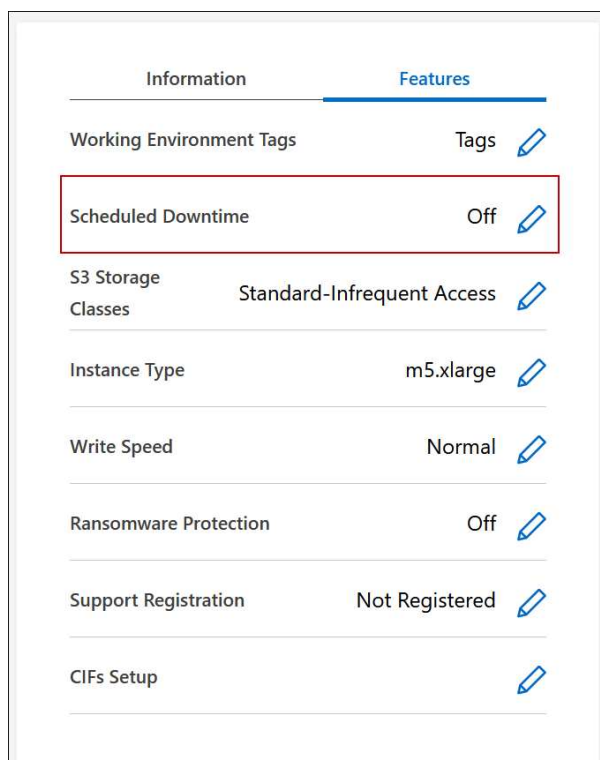 Information Features
Working Environment Tags Tags
Scheduled Downtime Off
S3 Storage
Classes Standard-Infrequent Access
Instance Type m5.xlarge
Write Speed Normal
Ransomware Protection Off
Support Registration Not Registered
CIFs Setup